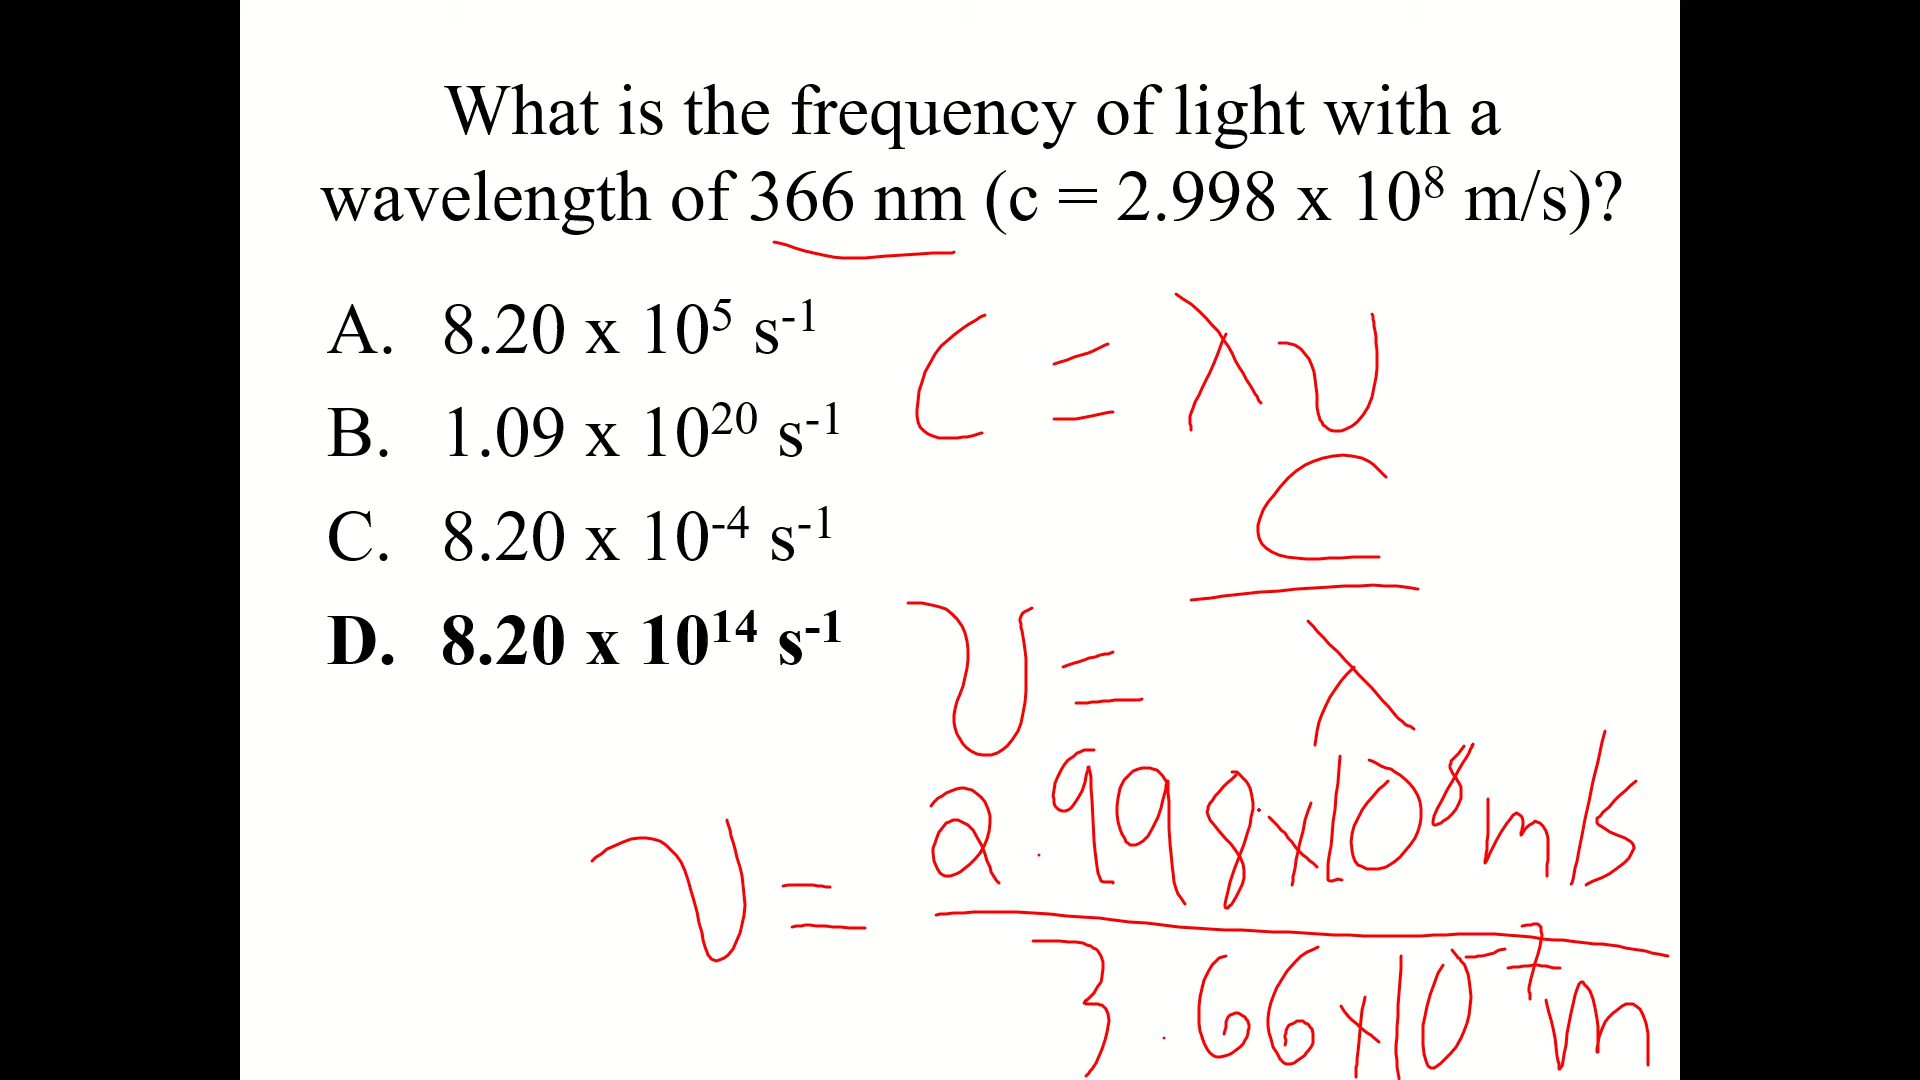 What is the frequency of light with a
wavelength of 366 nm (c = 2.998 x 10⁸ m/s)?
A. 8.20 x 10⁵ s⁻¹
B. 1.09 x 10²⁰ s⁻¹
C. 8.20 x 10⁻⁴ s⁻¹
D. 8.20 x 10¹⁴ s⁻¹
C = λν
C
ν =
λ
2.998x10⁸ m/s
ν =
3.66x10⁻⁷ m